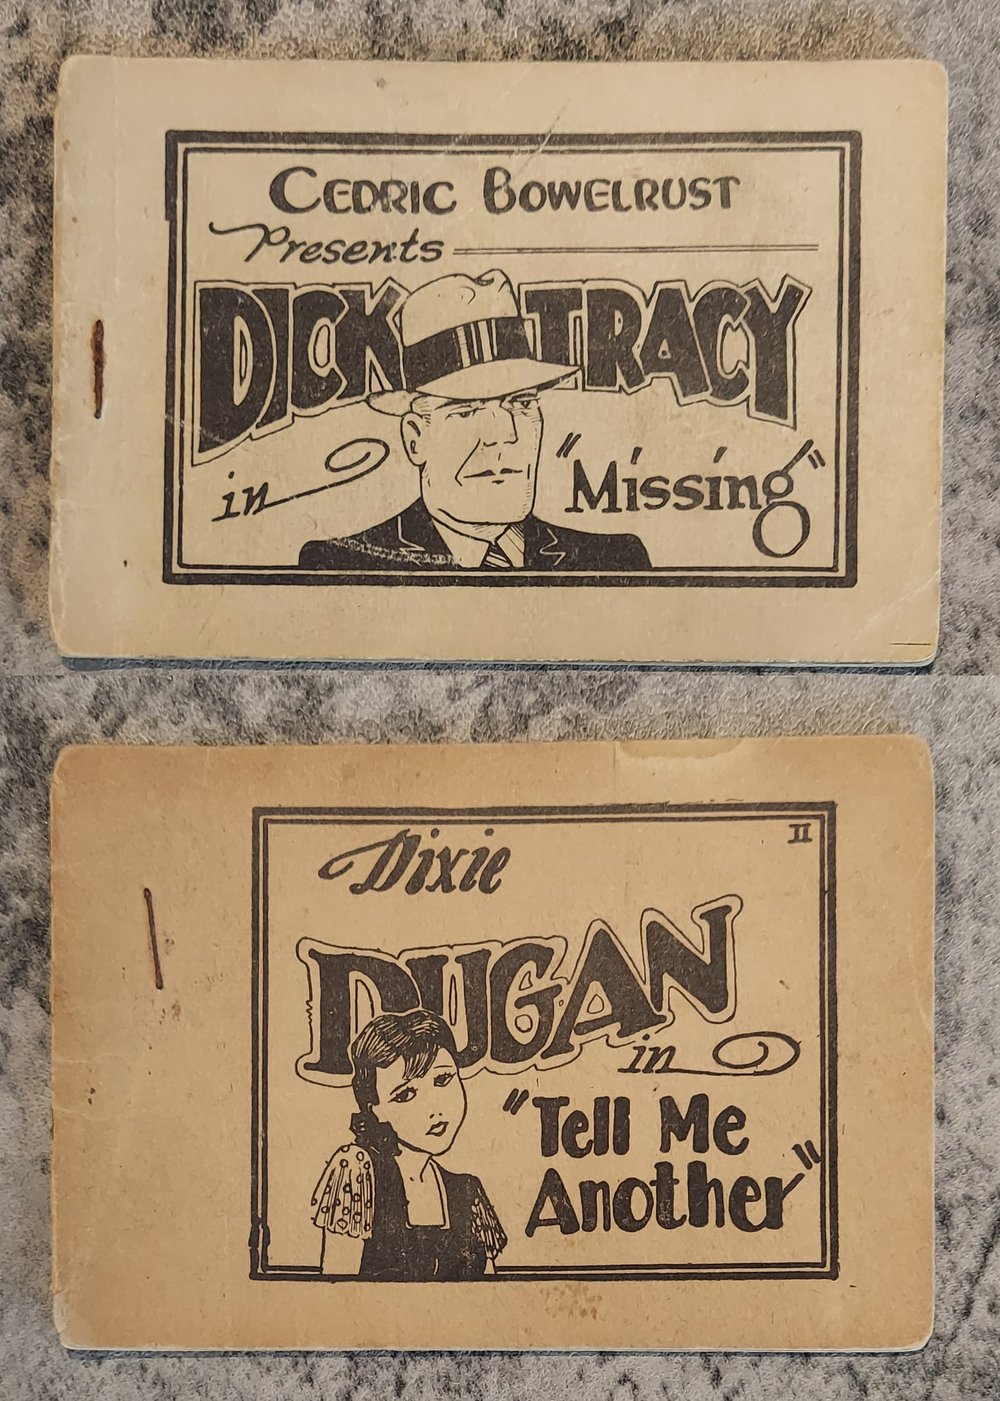 CEDRIC BOWELRUST
Presents
DICK TRACY
in "Missing"
Dixie
II
DUGAN
in
"Tell Me
Another"